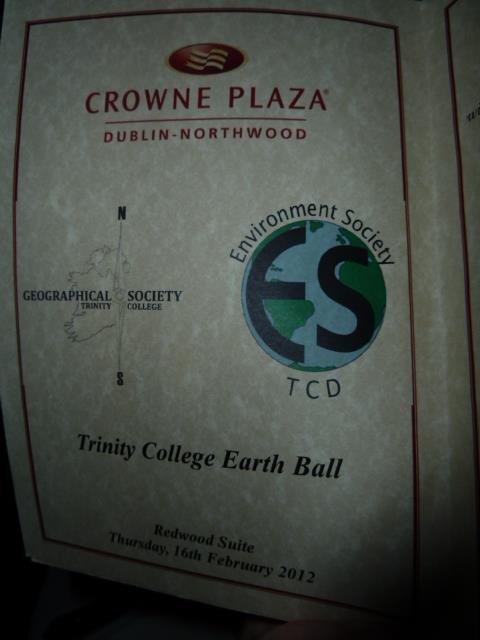 CROWNE PLAZA®
DUBLIN-NORTHWOOD
N
GEOGRAPHICAL SOCIETY
TRINITY COLLEGE
S
Environment Society
ES
TCD
Trinity College Earth Ball
Redwood Suite
Thursday, 16th February 2012